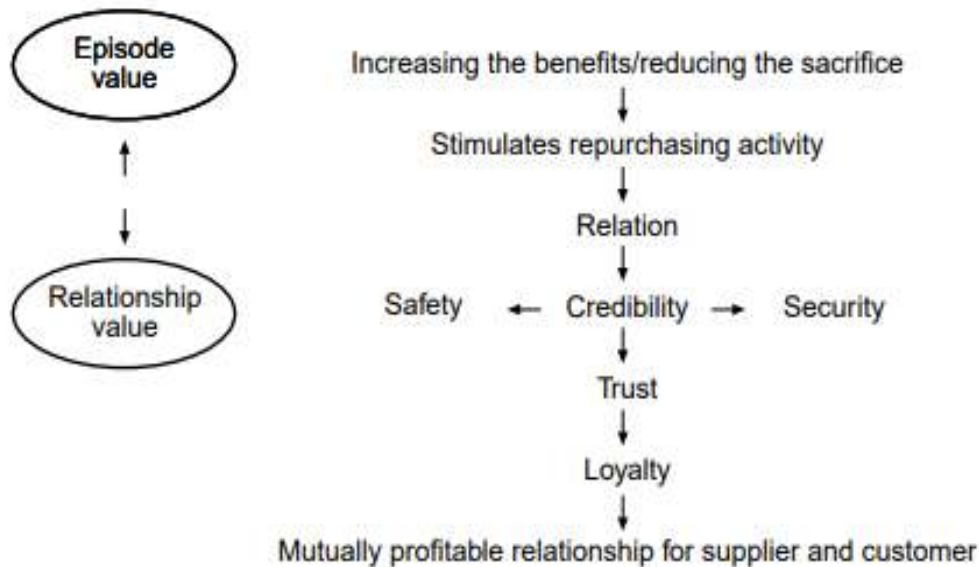 Episode
value
Increasing the benefits/reducing the sacrifice
Stimulates repurchasing activity
Relation
Relationship
value
Safety
Credibility
Security
Trust
Loyalty
Mutually profitable relationship for supplier and customer